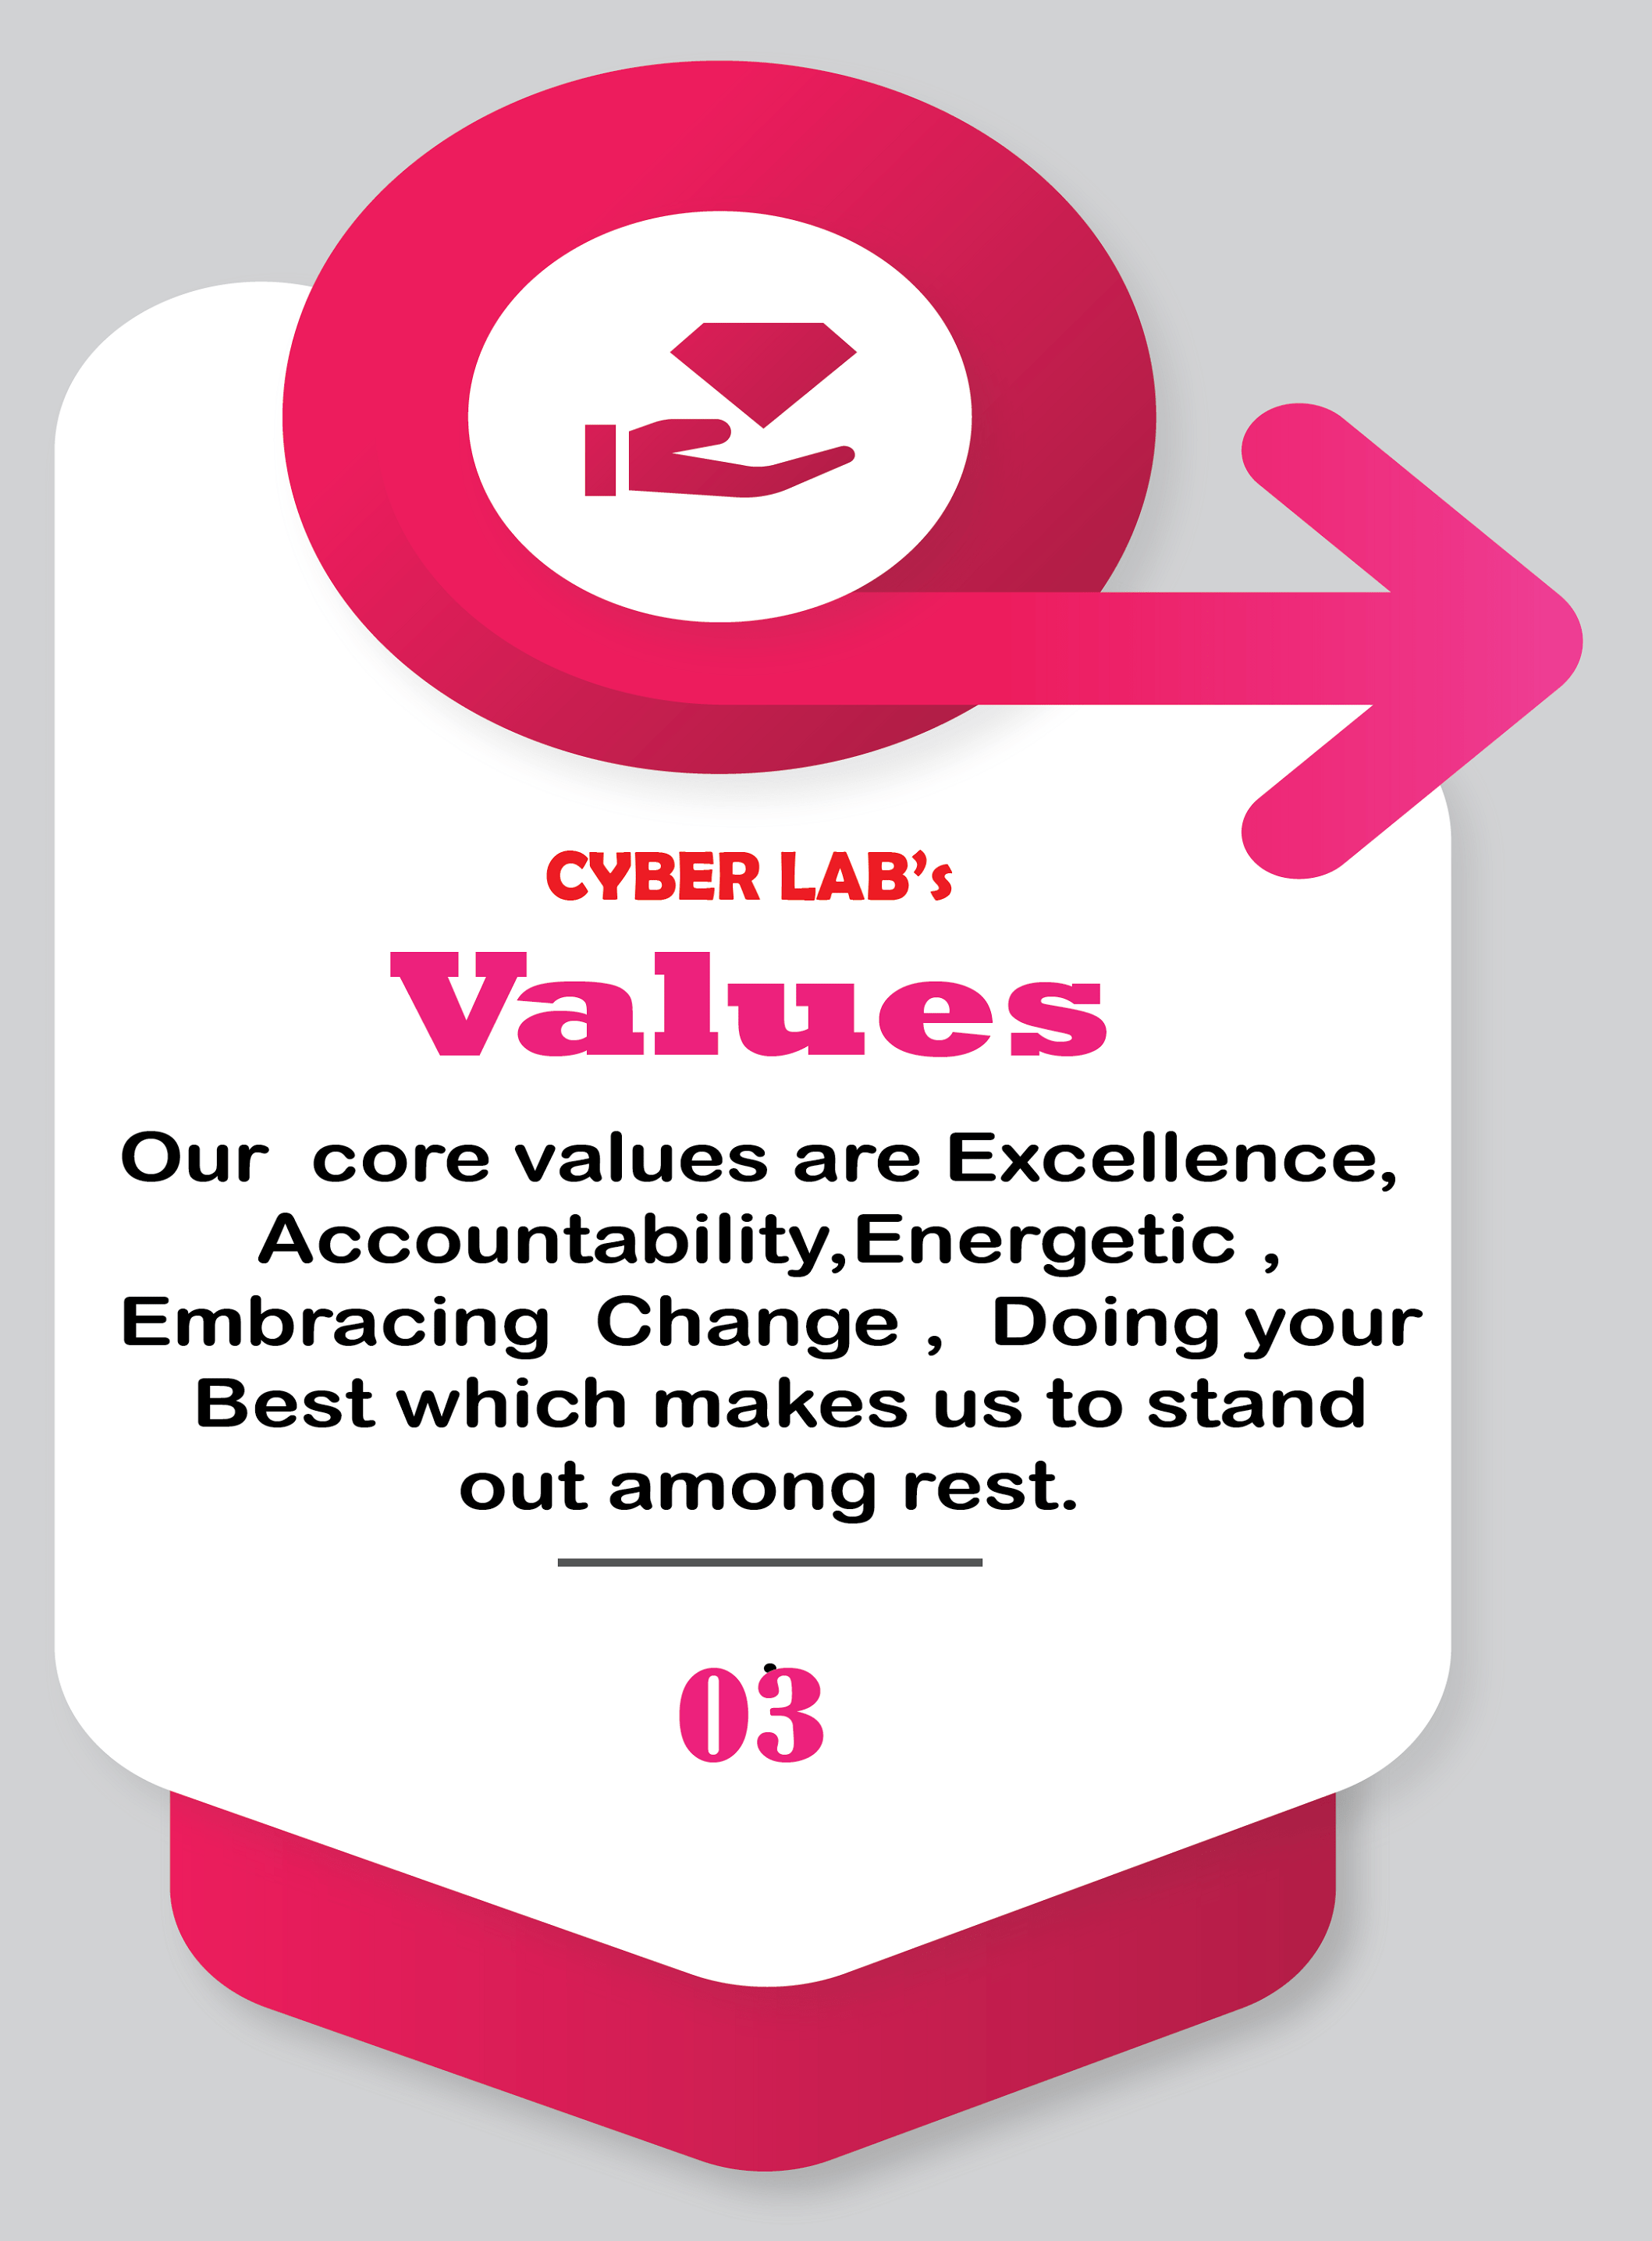 CYBER LAB's
Values
Our core values are Excellence,
Accountability,Energetic ,
Embracing Change , Doing your
Best which makes us to stand
out among rest.
03